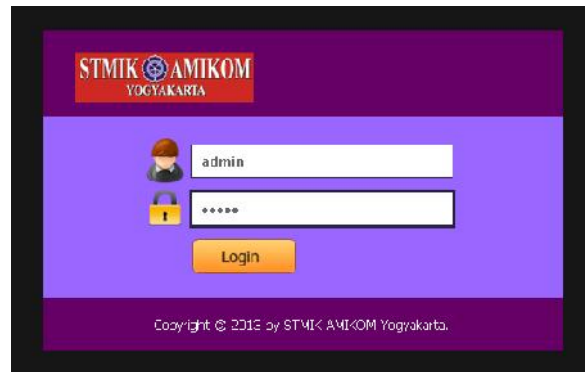 STMIK AMIKOM
YOGYAKARTA
admin
•••••
Login
Copyright © 2013 by STMIK AMIKOM Yogyakarta.